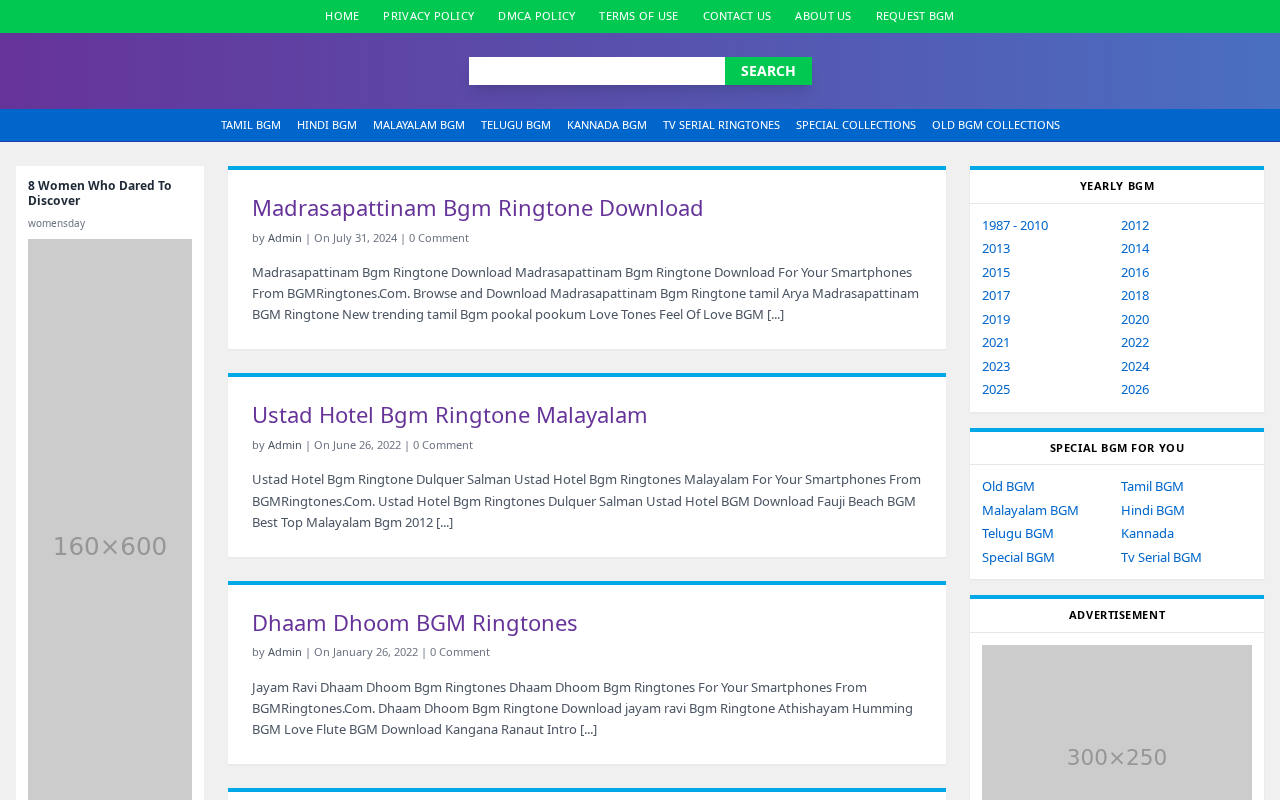 HOME PRIVACY POLICY DMCA POLICY TERMS OF USE CONTACT US ABOUT US REQUEST BGM
SEARCH
TAMIL BGM HINDI BGM MALAYALAM BGM TELUGU BGM KANNADA BGM TV SERIAL RINGTONES SPECIAL COLLECTIONS OLD BGM COLLECTIONS
8 Women Who Dared To
Discover
womensday
160×600
Madrasapattinam Bgm Ringtone Download
by Admin | On July 31, 2024 | 0 Comment
Madrasapattinam Bgm Ringtone Download Madrasapattinam Bgm Ringtone Download For Your Smartphones
From BGMRingtones.Com. Browse and Download Madrasapattinam Bgm Ringtone tamil Arya Madrasapattinam
BGM Ringtone New trending tamil Bgm pookal pookum Love Tones Feel Of Love BGM [...]
Ustad Hotel Bgm Ringtone Malayalam
by Admin | On June 26, 2022 | 0 Comment
Ustad Hotel Bgm Ringtone Dulquer Salman Ustad Hotel Bgm Ringtones Malayalam For Your Smartphones From
BGMRingtones.Com. Ustad Hotel Bgm Ringtones Dulquer Salman Ustad Hotel BGM Download Fauji Beach BGM
Best Top Malayalam Bgm 2012 [...]
Dhaam Dhoom BGM Ringtones
by Admin | On January 26, 2022 | 0 Comment
Jayam Ravi Dhaam Dhoom Bgm Ringtones Dhaam Dhoom Bgm Ringtones For Your Smartphones From
BGMRingtones.Com. Dhaam Dhoom Bgm Ringtone Download jayam ravi Bgm Ringtone Athishayam Humming
BGM Love Flute BGM Download Kangana Ranaut Intro [...]
YEARLY BGM
1987 - 2010 2012
2013 2014
2015 2016
2017 2018
2019 2020
2021 2022
2023 2024
2025 2026
SPECIAL BGM FOR YOU
Old BGM Tamil BGM
Malayalam BGM Hindi BGM
Telugu BGM Kannada
Special BGM Tv Serial BGM
ADVERTISEMENT
300×250